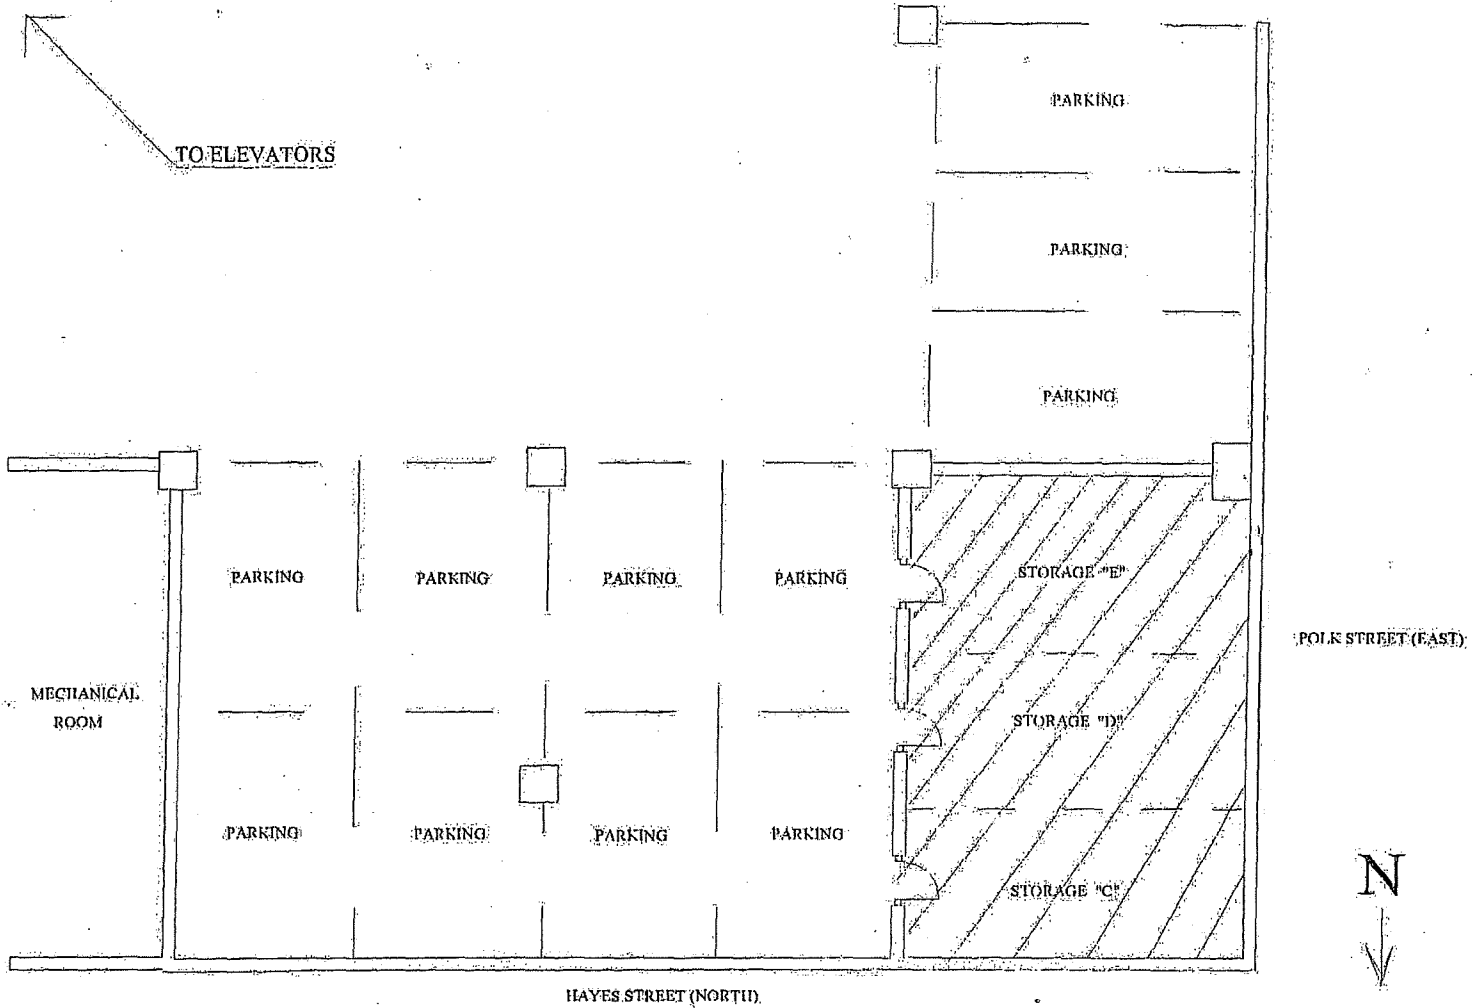 PARKING
TO ELEVATORS
PARKING
PARKING
PARKING
PARKING
PARKING
PARKING
STORAGE "E"
POLK STREET (EAST)
MECHANICAL
ROOM
STORAGE "D"
PARKING
PARKING
PARKING
PARKING
STORAGE "C"
N
HAYES STREET (NORTH)